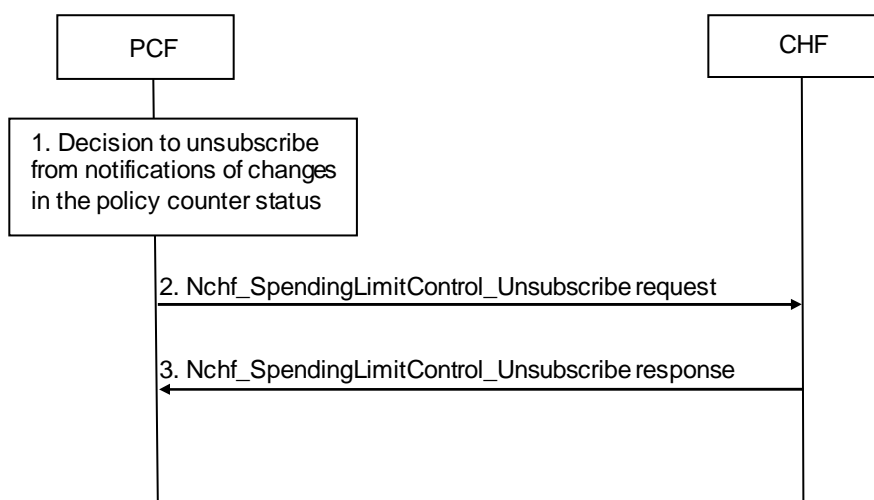 PCF
CHF
1. Decision to unsubscribe
from notifications of changes
in the policy counter status
2. Nchf_SpendingLimitControl_Unsubscribe request
3. Nchf_SpendingLimitControl_Unsubscribe response